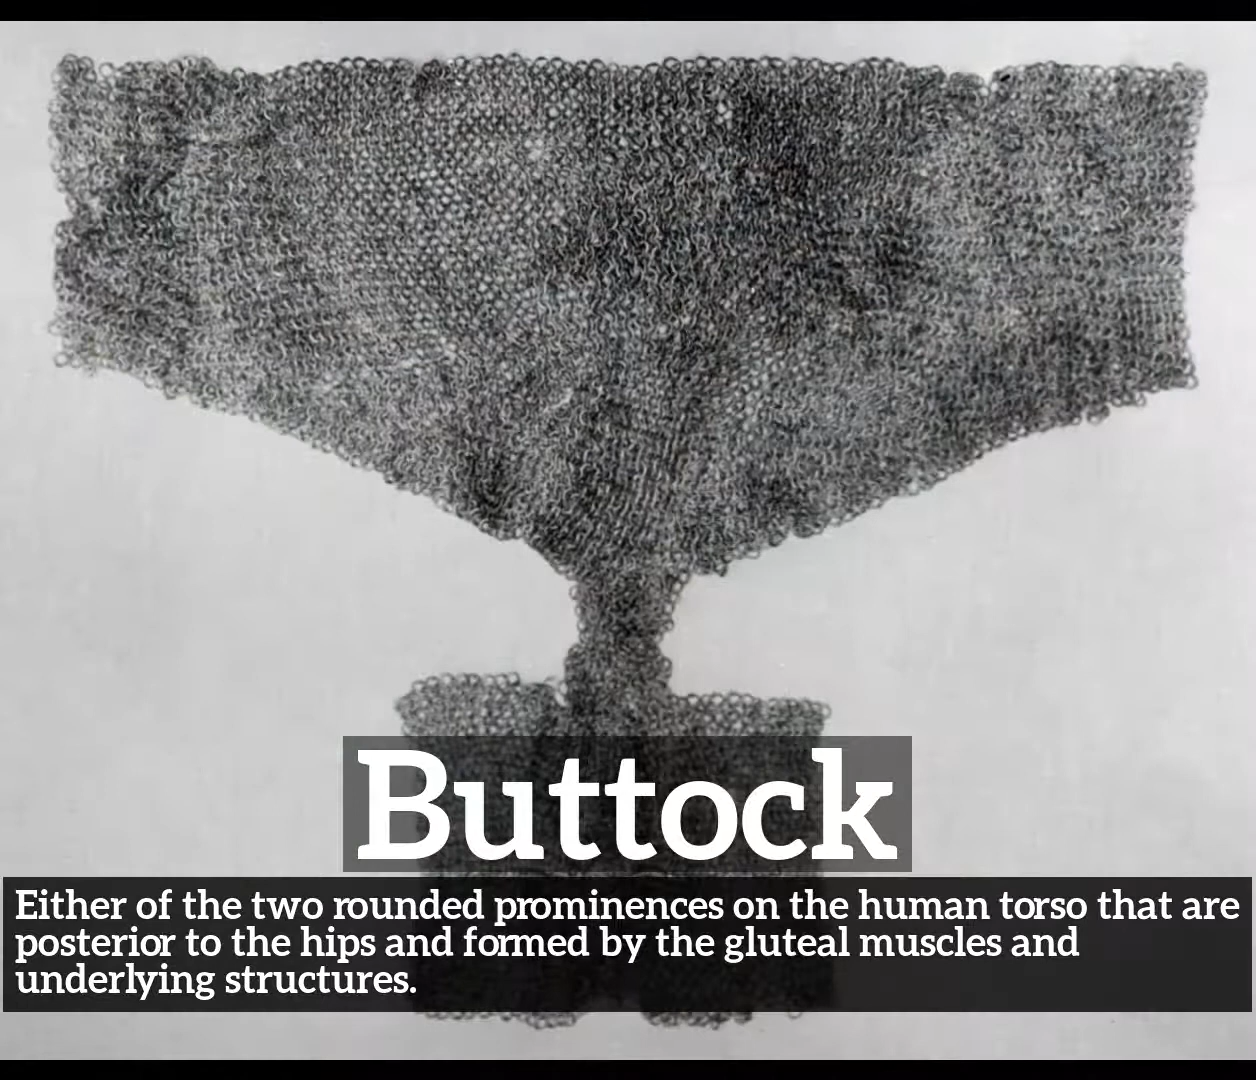 Buttock
Either of the two rounded prominences on the human torso that are
posterior to the hips and formed by the gluteal muscles and
underlying structures.